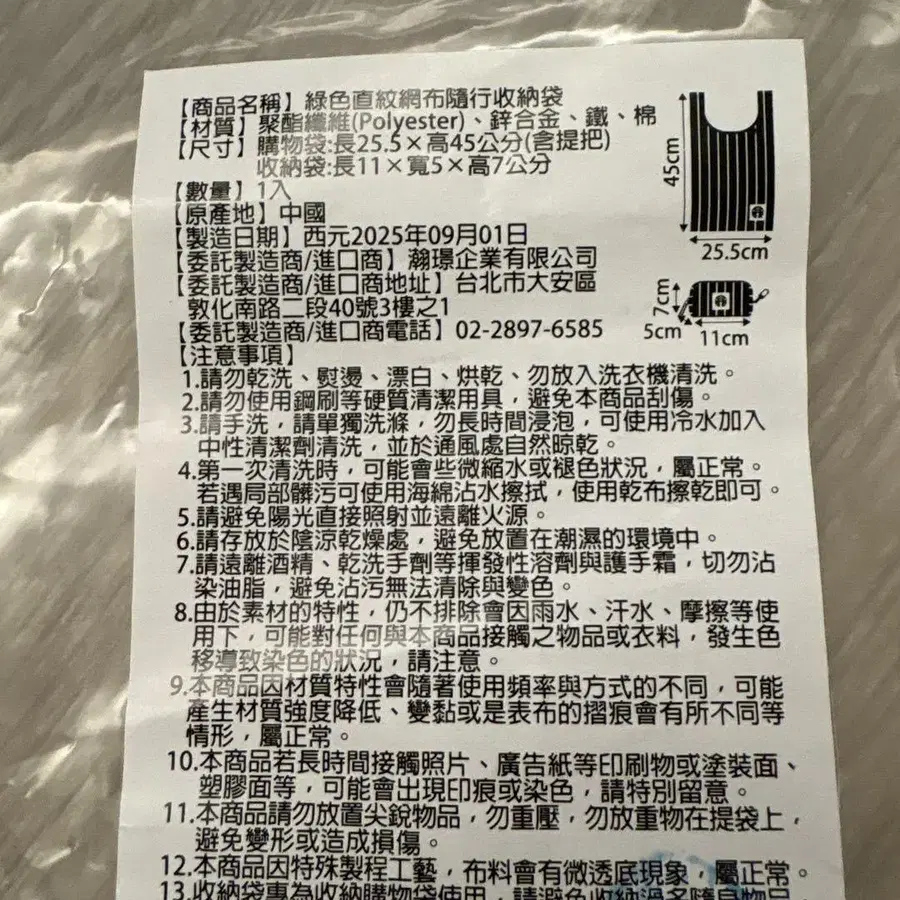 【商品名稱】綠色直紋網布隨行收納袋
【材質】聚酯纖維(Polyester)、鋅合金、鐵、棉
【尺寸】購物袋:長25.5×高45公分(含提把)
收納袋:長11×寬5×高7公分
【數量】1入
【原產地】中國
【製造日期】西元2025年09月01日
【委託製造商/進口商】瀚璟企業有限公司
【委託製造商/進口商地址】台北市大安區
敦化南路二段40號3樓之1
【委託製造商/進口商電話】02-2897-6585
45cm
25.5cm
7cm
5cm
11cm
【注意事項】
1.請勿乾洗、熨燙、漂白、烘乾、勿放入洗衣機清洗。
2.請勿使用鋼刷等硬質清潔用具，避免本商品刮傷。
3.請手洗，請單獨洗滌，勿長時間浸泡，可使用冷水加入
中性清潔劑清洗，並於通風處自然晾乾。
4.第一次清洗時，可能會些微縮水或褪色狀況，屬正常。
若遇局部髒污可使用海綿沾水擦拭，使用乾布擦乾即可。
5.請避免陽光直接照射並遠離火源。
6.請存放於陰涼乾燥處，避免放置在潮濕的環境中。
7.請遠離酒精、乾洗手劑等揮發性溶劑與護手霜，切勿沾
染油脂，避免沾污無法清除與變色。
8.由於素材的特性，仍不排除會因雨水、汗水、摩擦等使
用下，可能對任何與本商品接觸之物品或衣料，發生色
移導致染色的狀況，請注意。
9.本商品因材質特性會隨著使用頻率與方式的不同，可能
產生材質強度降低、變黏或是表布的摺痕會有所不同等
情形，屬正常。
10.本商品若長時間接觸照片、廣告紙等印刷物或塗裝面、
塑膠面等，可能會出現印痕或染色，請特別留意。
11.本商品請勿放置尖銳物品，勿重壓，勿放重物在提袋上，
避免變形或造成損傷。
12.本商品因特殊製程工藝，布料會有微透底現象，屬正常。
13.收納袋專為收納購物袋使用，請避免收納過多隨身物品